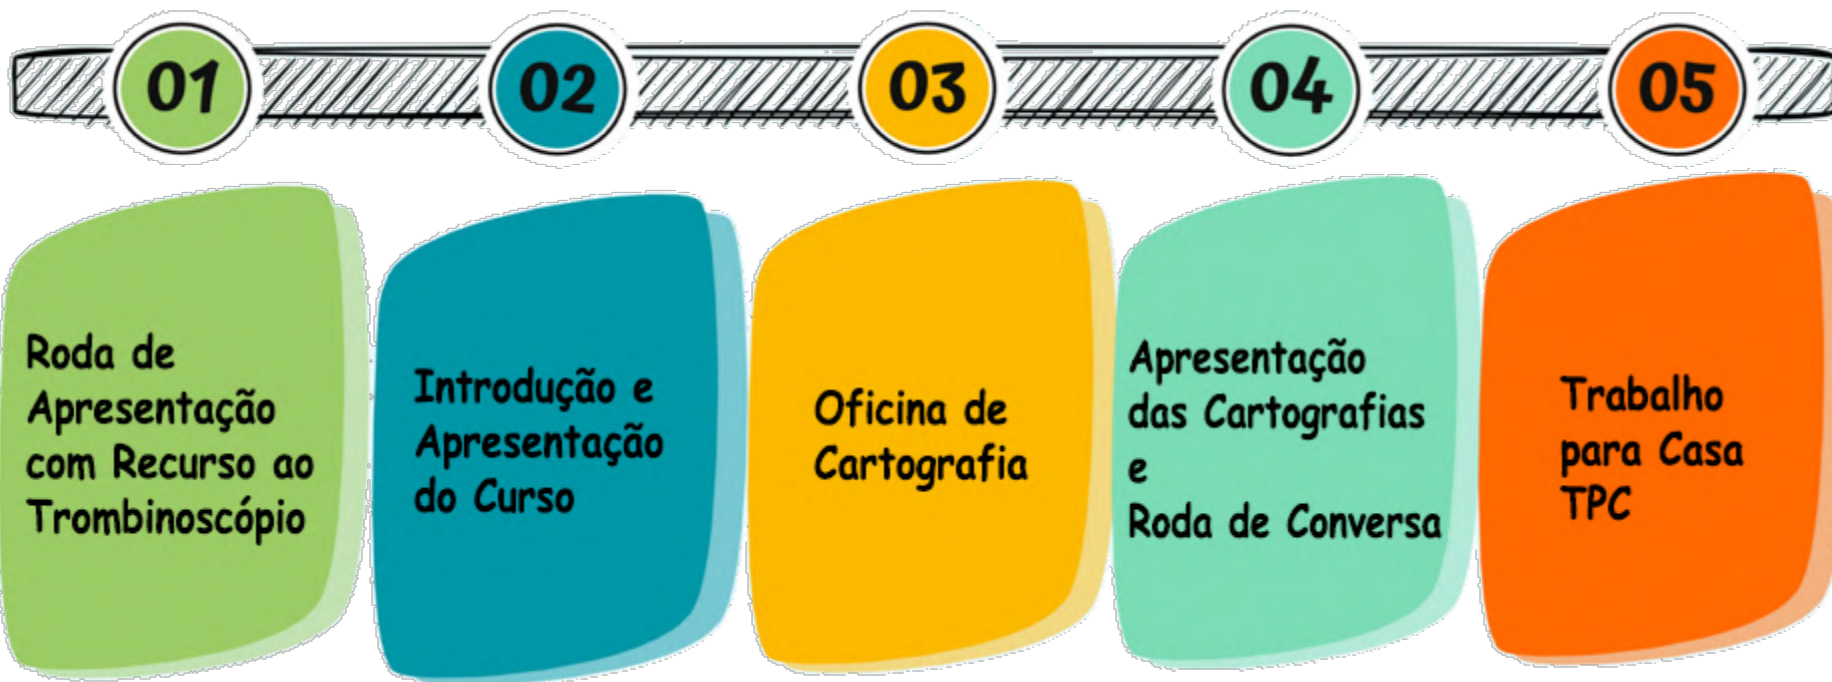 01
02
03
04
05
Roda de
Apresentação
com Recurso ao
Trombinoscópio
Introdução e
Apresentação
do Curso
Oficina de
Cartografia
Apresentação
das Cartografias
e
Roda de Conversa
Trabalho
para Casa
TPC